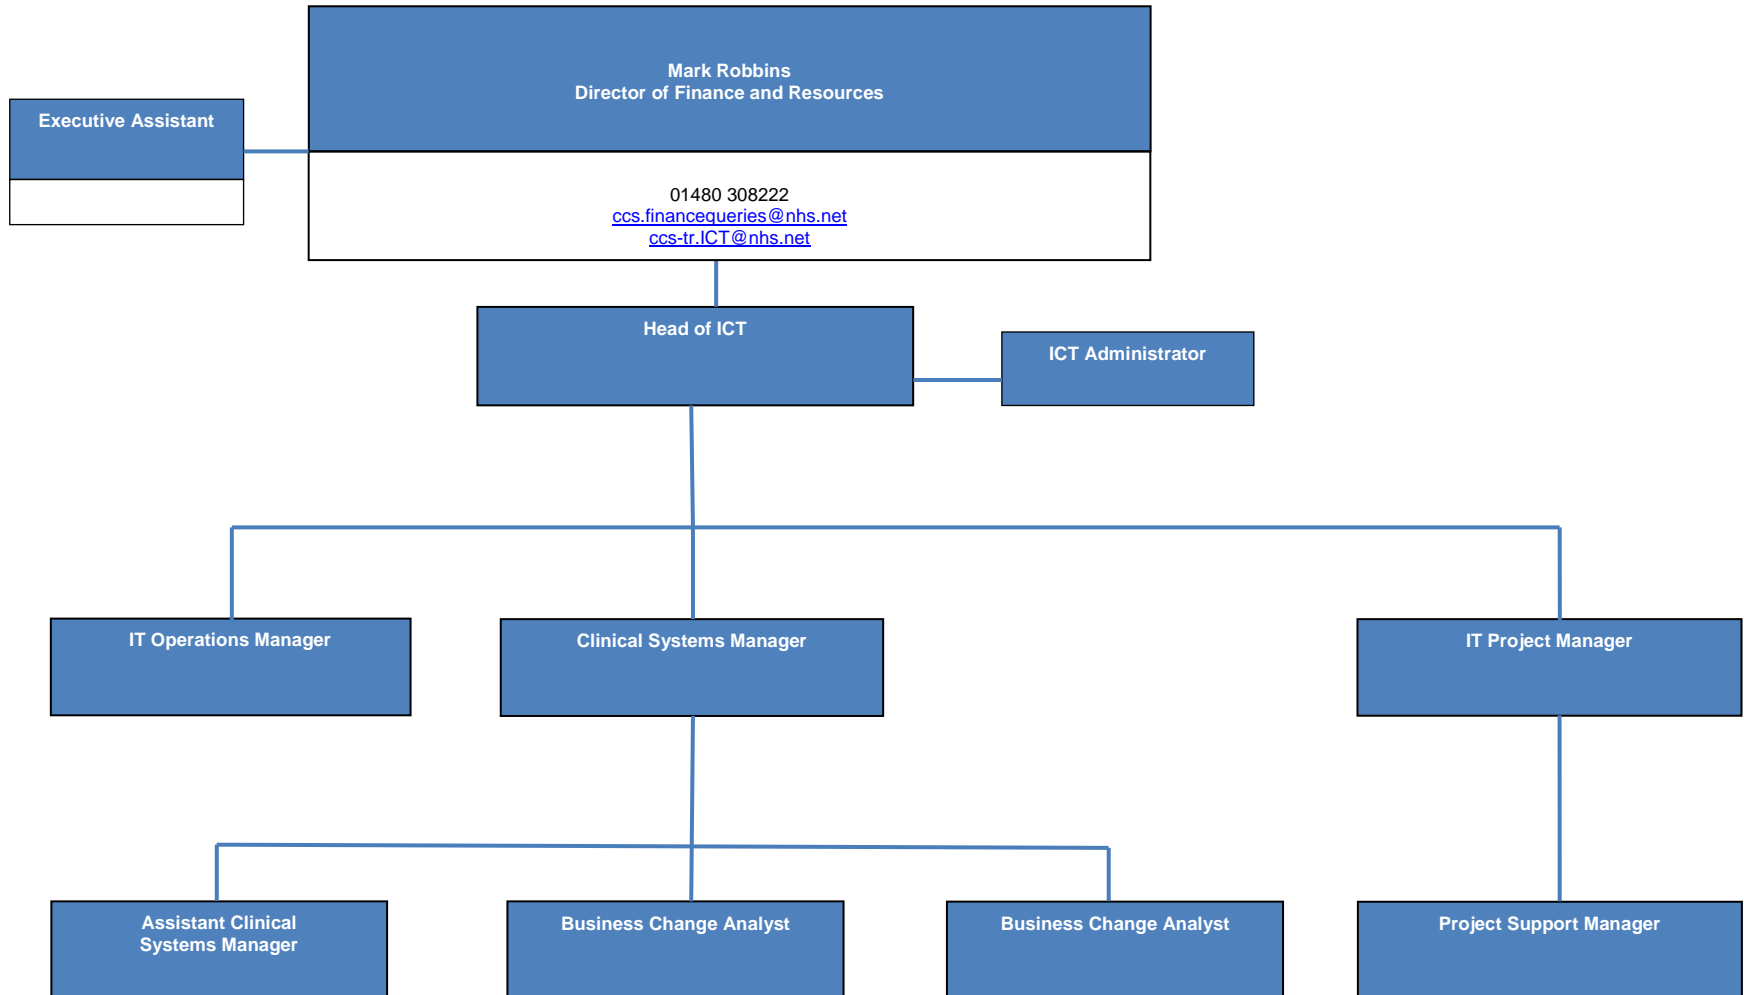 Mark Robbins
Director of Finance and Resources
Executive Assistant
01480 308222
ccs.financequeries@nhs.net
ccs-tr.ICT@nhs.net
Head of ICT
ICT Administrator
IT Operations Manager
Clinical Systems Manager
IT Project Manager
Assistant Clinical
Systems Manager
Business Change Analyst
Business Change Analyst
Project Support Manager